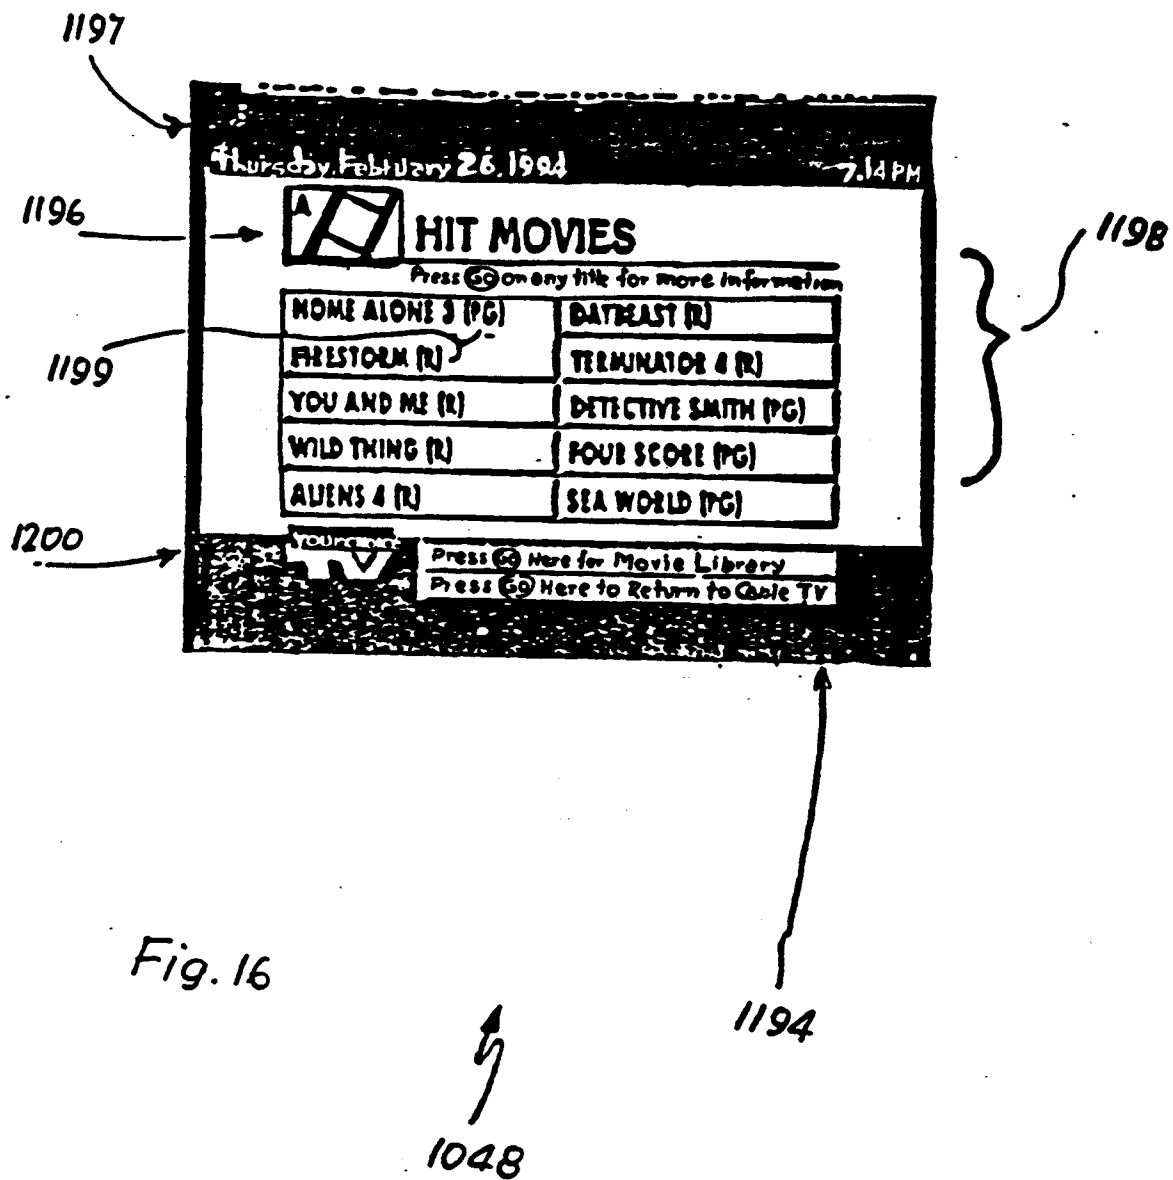 1197
Thursday, February 26, 1994 7:14 PM
1196
A
HIT MOVIES
1198
Press Go on any title for more information
HOME ALONE 3 (PG) DAYBEAST (R)
1199
FIRESTORM (R) TERMINATOR 4 (R)
YOU AND ME (R) DETECTIVE SMITH (PG)
WILD THING (R) FOUR SCORE (PG)
ALIENS 4 (R) SEA WORLD (PG)
1200
TV
Press Go Here for Movie Library
Press Go Here to Return to Cable TV
Fig. 16
1194
1048